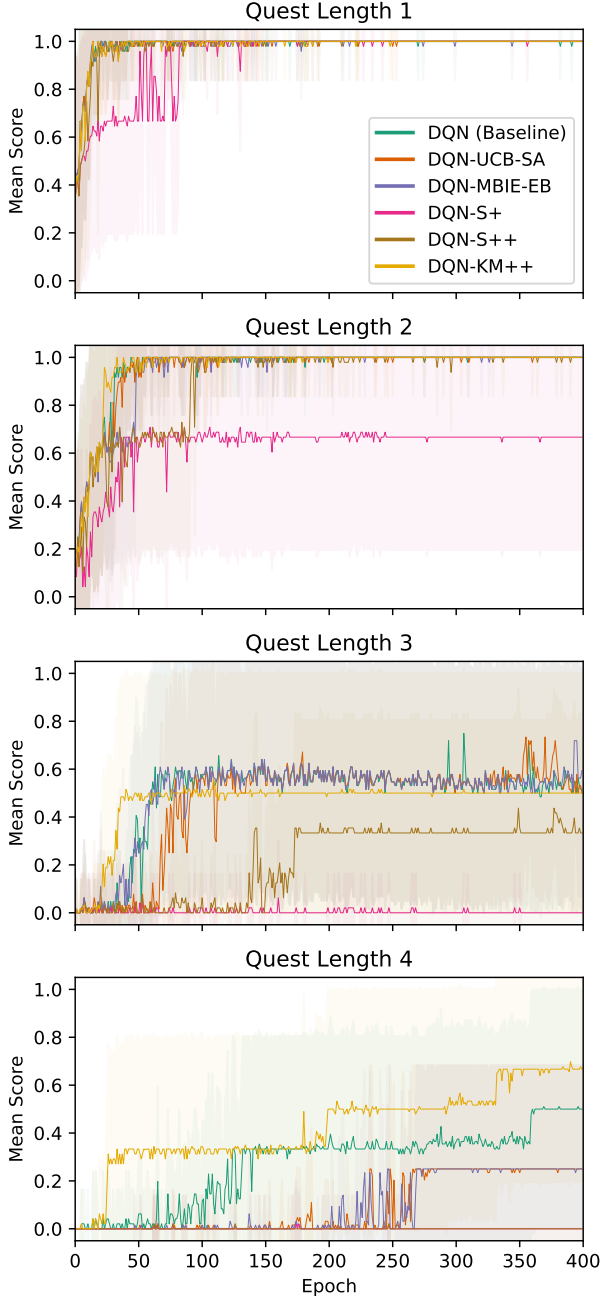 Quest Length 1
1.0
0.8
0.6
0.4
0.2
0.0
Mean Score
DQN (Baseline)
DQN-UCB-SA
DQN-MBIE-EB
DQN-S+
DQN-S++
DQN-KM++
Quest Length 2
1.0
0.8
0.6
0.4
0.2
0.0
Mean Score
Quest Length 3
1.0
0.8
0.6
0.4
0.2
0.0
Mean Score
Quest Length 4
1.0
0.8
0.6
0.4
0.2
0.0
Mean Score
0 50 100 150 200 250 300 350 400
Epoch